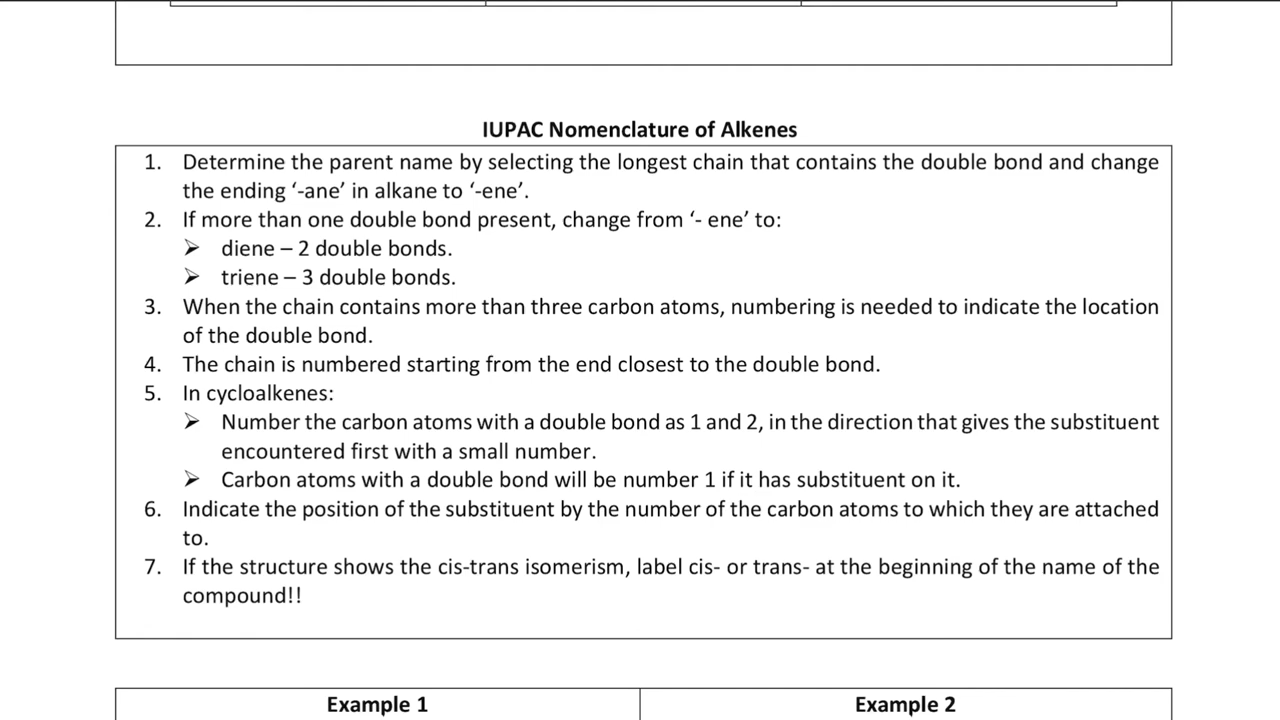 IUPAC Nomenclature of Alkenes
1. Determine the parent name by selecting the longest chain that contains the double bond and change
the ending ‘-ane’ in alkane to ‘-ene’.
2. If more than one double bond present, change from ‘- ene’ to:
➢ diene – 2 double bonds.
➢ triene – 3 double bonds.
3. When the chain contains more than three carbon atoms, numbering is needed to indicate the location
of the double bond.
4. The chain is numbered starting from the end closest to the double bond.
5. In cycloalkenes:
➢ Number the carbon atoms with a double bond as 1 and 2, in the direction that gives the substituent
encountered first with a small number.
➢ Carbon atoms with a double bond will be number 1 if it has substituent on it.
6. Indicate the position of the substituent by the number of the carbon atoms to which they are attached
to.
7. If the structure shows the cis-trans isomerism, label cis- or trans- at the beginning of the name of the
compound!!
Example 1
Example 2